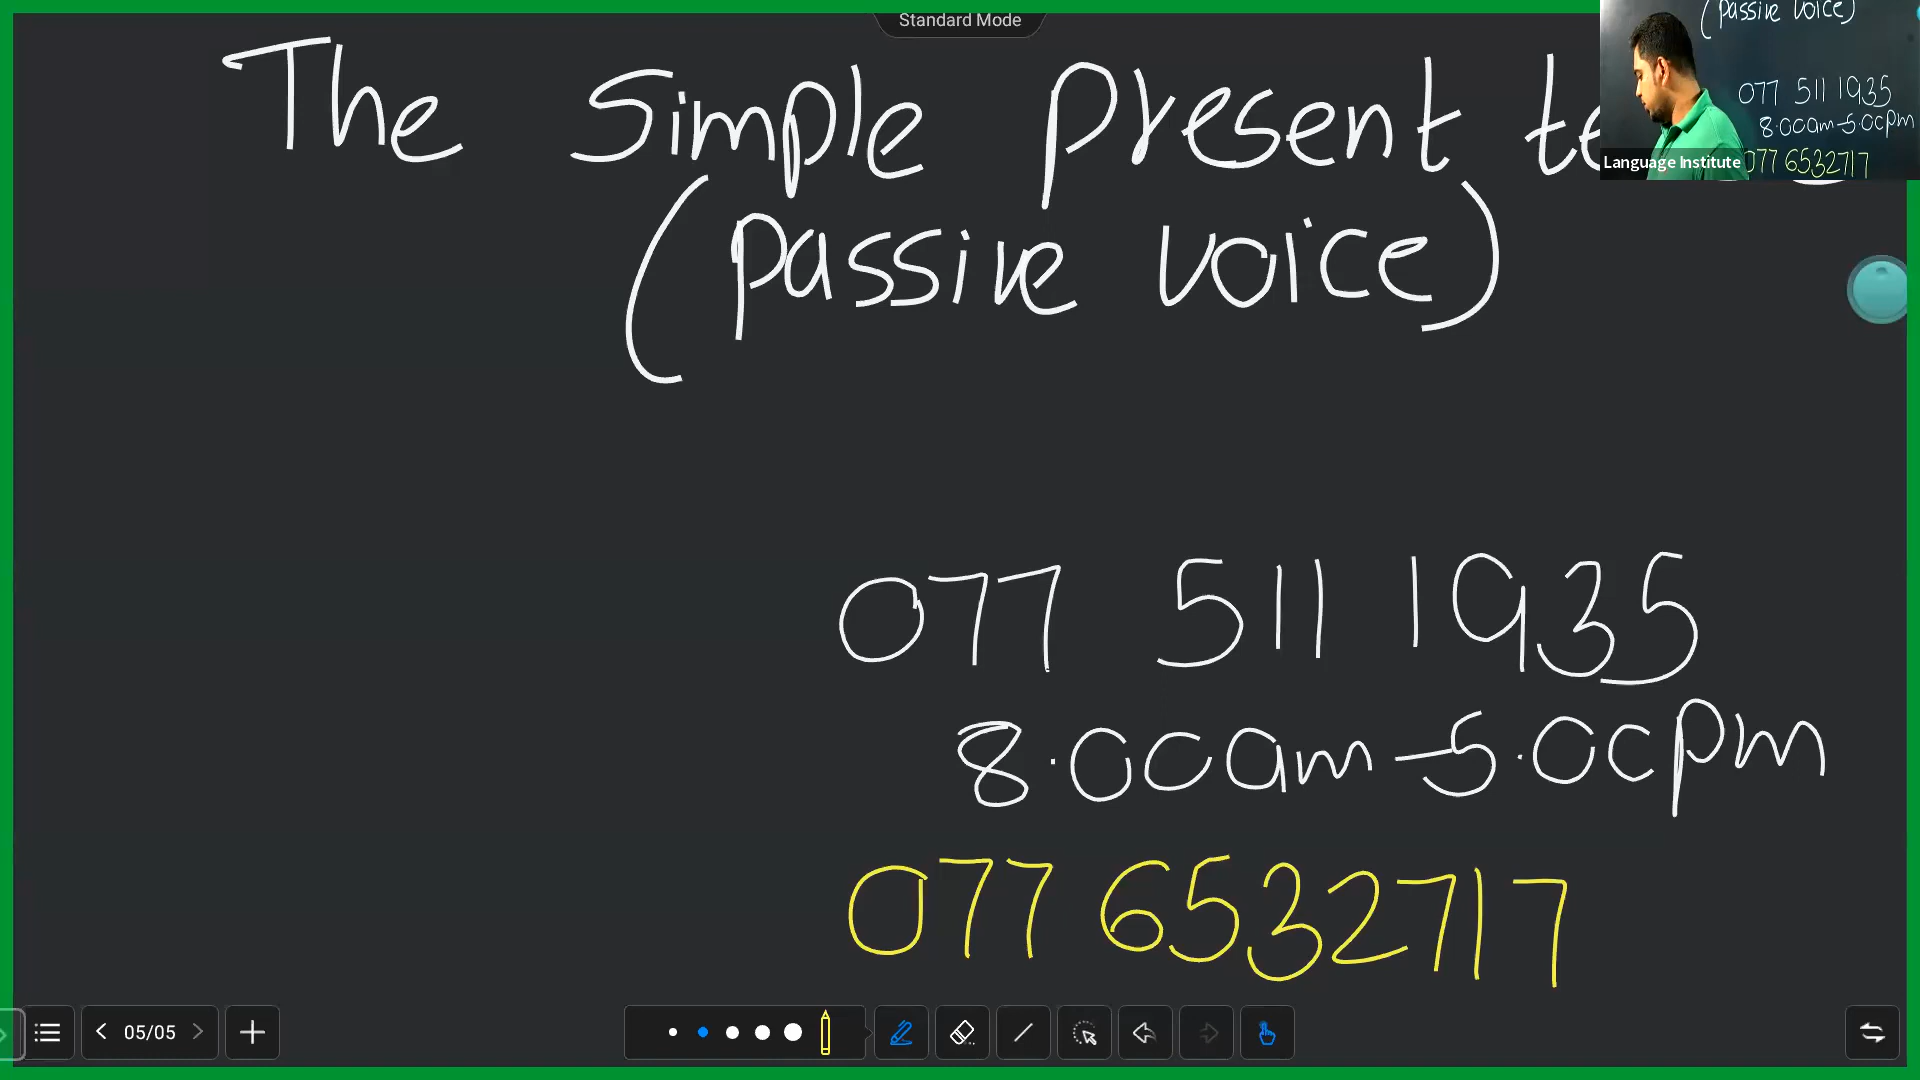 Standard Mode
The Simple Present te
(Passive Voice)
077 511 1935
8.00am-5.00pm
077 6532717
(Passive Voice)
077 511 1935
8.00am-5.00pm
077 6532717
Language Institute
05/05